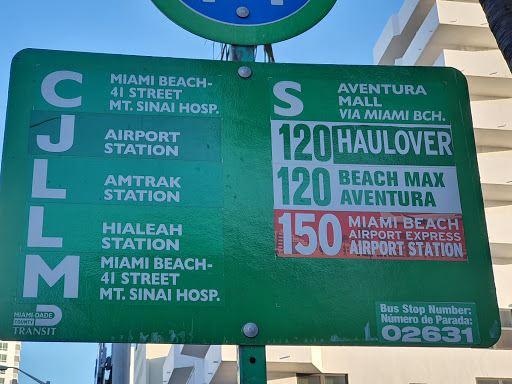 C
MIAMI BEACH-
41 STREET
MT. SINAI HOSP.
J
AIRPORT
STATION
L
AMTRAK
STATION
L
HIALEAH
STATION
M
MIAMI BEACH-
41 STREET
MT. SINAI HOSP.
MIAMI-DADE
COUNTY
TRANSIT
S
AVENTURA
MALL
VIA MIAMI BCH.
120 HAULOVER
120
BEACH MAX
AVENTURA
150
MIAMI BEACH
AIRPORT EXPRESS
AIRPORT STATION
Bus Stop Number:
Número de Parada:
02631